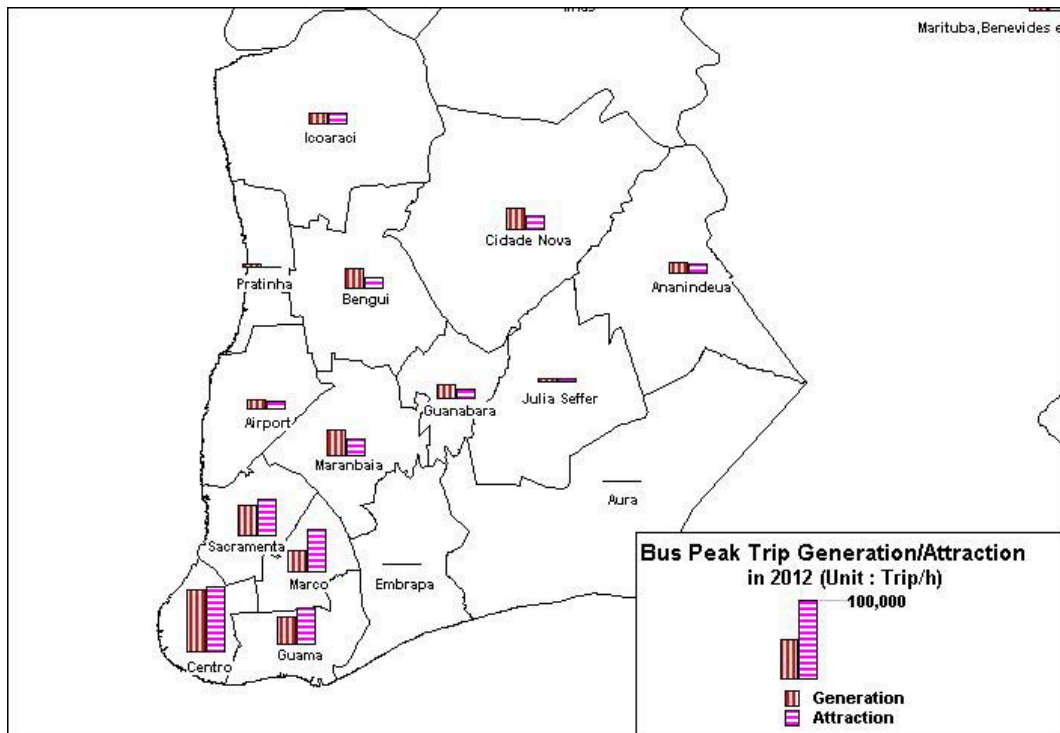 Marituba,Benevides e
Icoaraci
Cidade Nova
Pratinha
Bengui
Ananindeua
Airport
Guanabara
Julia Seffer
Maranbaia
Aura
Sacramenta
Marco
Embrapa
Centro
Guama
Bus Peak Trip Generation/Attraction
in 2012 (Unit : Trip/h)
100,000
Generation
Attraction